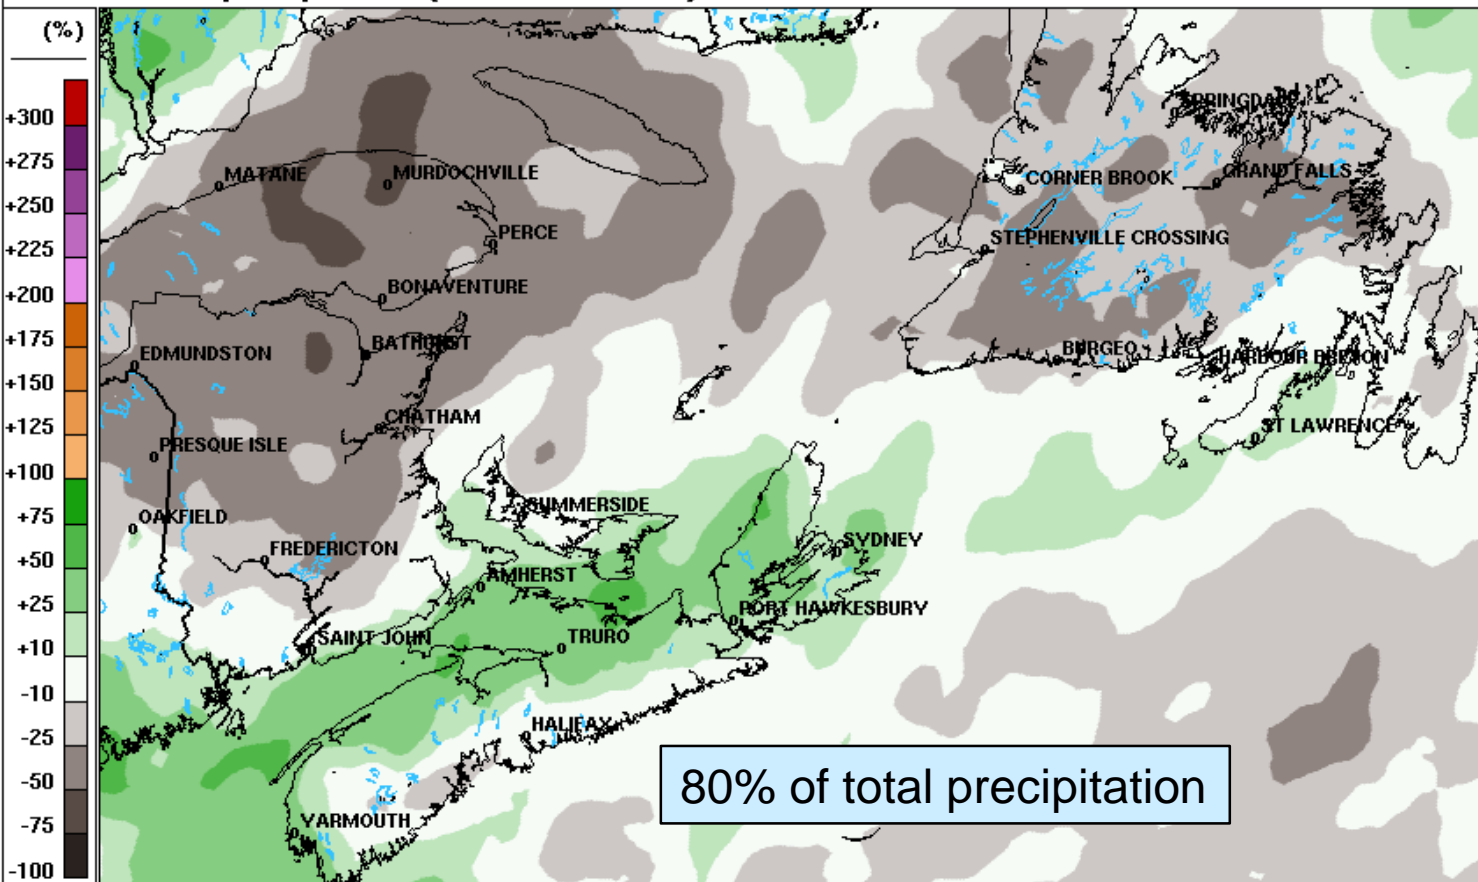 (%)
+300
+275
+250
+225
+200
+175
+150
+125
+100
+75
+50
+25
+10
-10
-25
-50
-75
-100
SPRINGDALE
MATANE
MURDOCHVILLE
CORNER BROOK
GRAND FALLS
PERCE
STEPHENVILLE CROSSING
BONAVENTURE
EDMUNDSTON
BATHURST
BURGEO
HARBOUR BRETON
CHATHAM
PRESQUE ISLE
ST LAWRENCE
OAKFIELD
SUMMERSIDE
FREDERICTON
SYDNEY
AMHERST
PORT HAWKESBURY
SAINT JOHN
TRURO
HALIFAX
80% of total precipitation
YARMOUTH